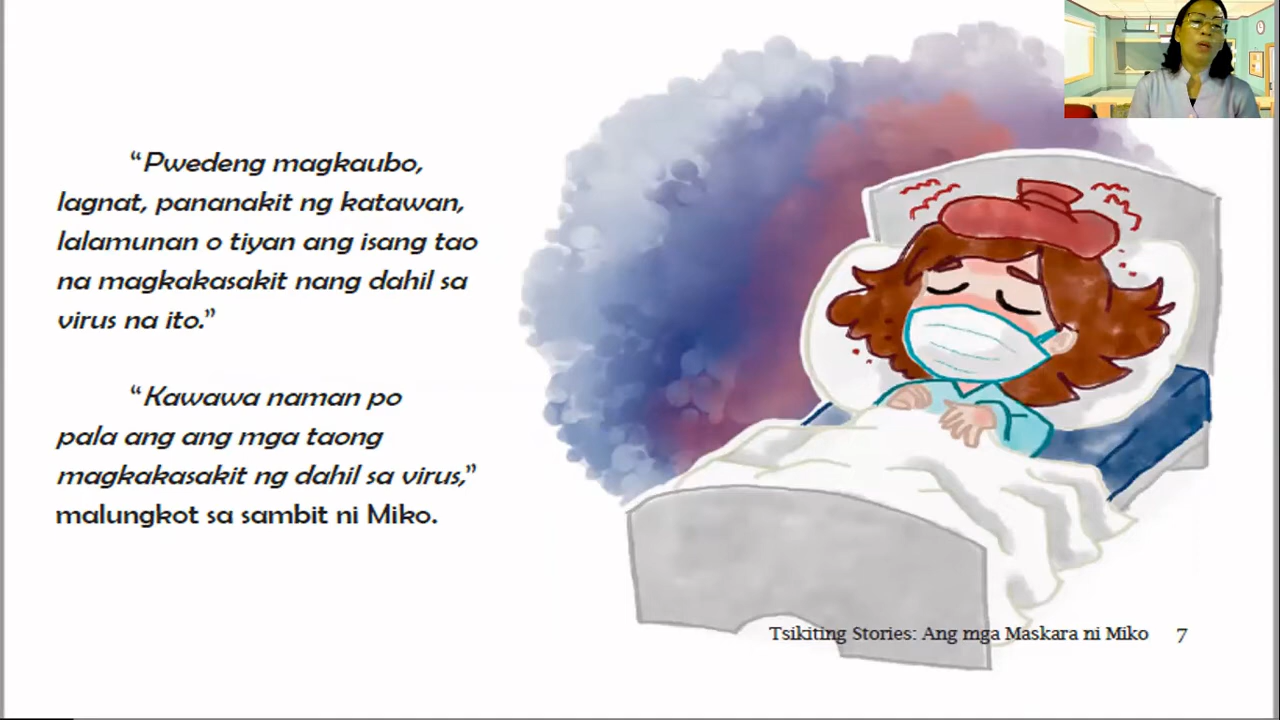 “Pwedeng magkaubo,
lagnat, pananakit ng katawan,
lalamunan o tiyan ang isang tao
na magkakasakit nang dahil sa
virus na ito.”
“Kawawa naman po
pala ang ang mga taong
magkakasakit ng dahil sa virus,”
malungkot sa sambit ni Miko.
Tsikiting Stories: Ang mga Maskara ni Miko 7